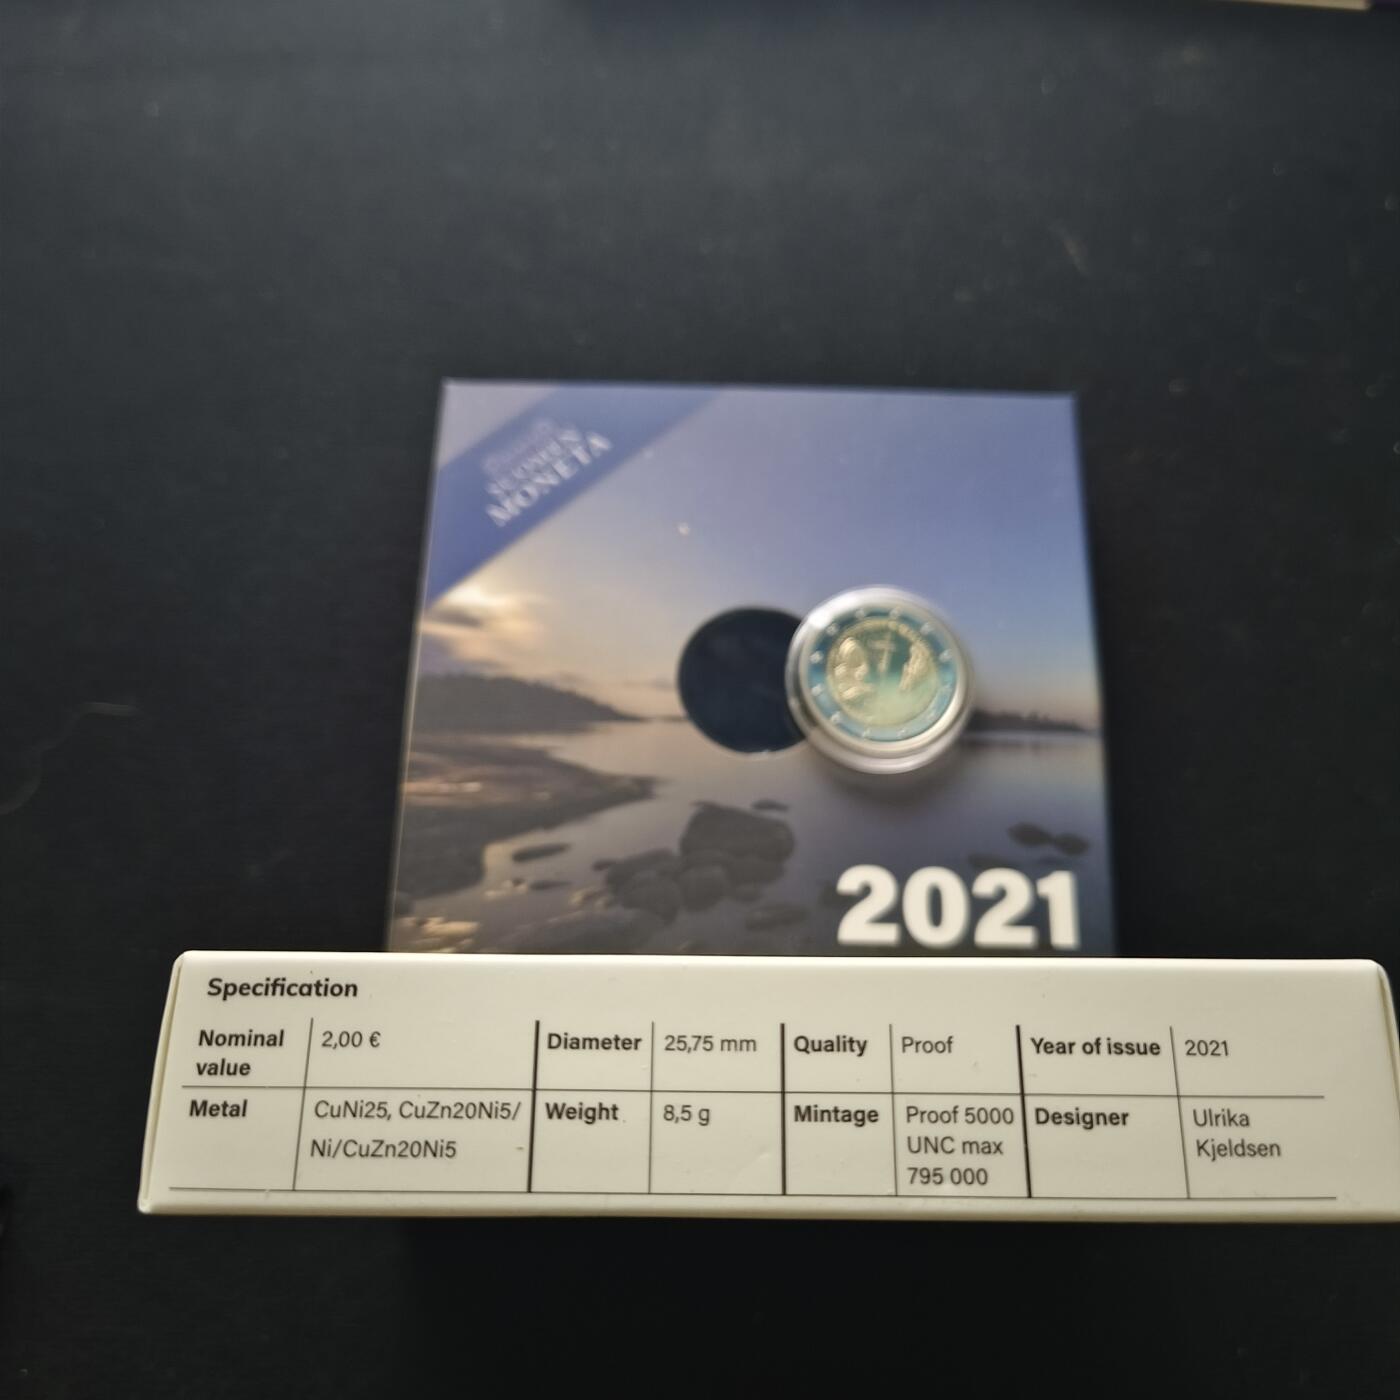 SUOMEN
MONETA
2021
Specification
Nominal value
2,00 €
Diameter
25,75 mm
Quality
Proof
Year of issue
2021
Metal
CuNi25, CuZn20Ni5/
Ni/CuZn20Ni5
Weight
8,5 g
Mintage
Proof 5000
UNC max
795 000
Designer
Ulrika
Kjeldsen